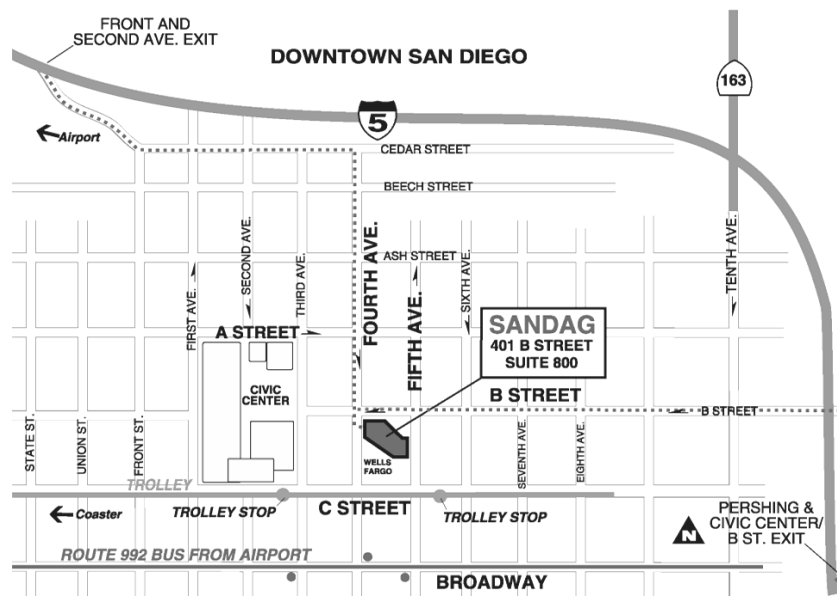 FRONT AND
SECOND AVE. EXIT
DOWNTOWN SAN DIEGO
163
5
Airport
CEDAR STREET
BEECH STREET
ASH STREET
FIRST AVE.
SECOND AVE.
THIRD AVE.
FOURTH AVE.
FIFTH AVE.
SIXTH AVE.
TENTH AVE.
A STREET
SANDAG
401 B STREET
SUITE 800
CIVIC
CENTER
B STREET
B STREET
STATE ST.
UNION ST.
FRONT ST.
WELLS
FARGO
SEVENTH AVE.
EIGHTH AVE.
TROLLEY
Coaster
TROLLEY STOP
C STREET
TROLLEY STOP
PERSHING &
CIVIC CENTER/
B ST. EXIT
N
ROUTE 992 BUS FROM AIRPORT
BROADWAY